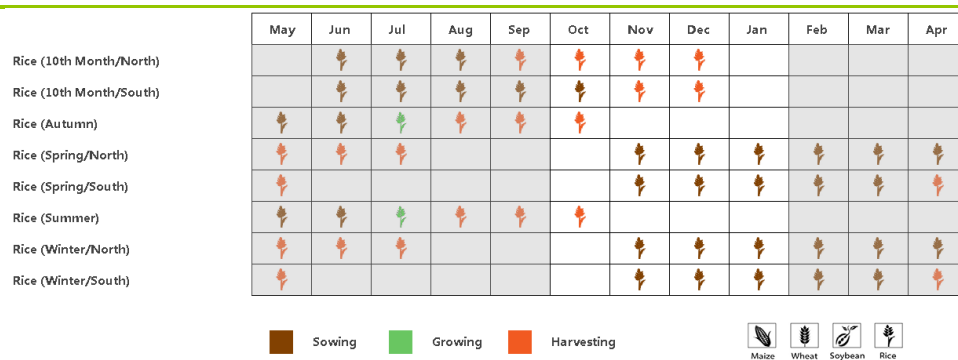 May Jun Jul Aug Sep Oct Nov Dec Jan Feb Mar Apr
Rice (10th Month/North)
Rice (10th Month/South)
Rice (Autumn)
Rice (Spring/North)
Rice (Spring/South)
Rice (Summer)
Rice (Winter/North)
Rice (Winter/South)
Sowing Growing Harvesting
Maize Wheat Soybean Rice